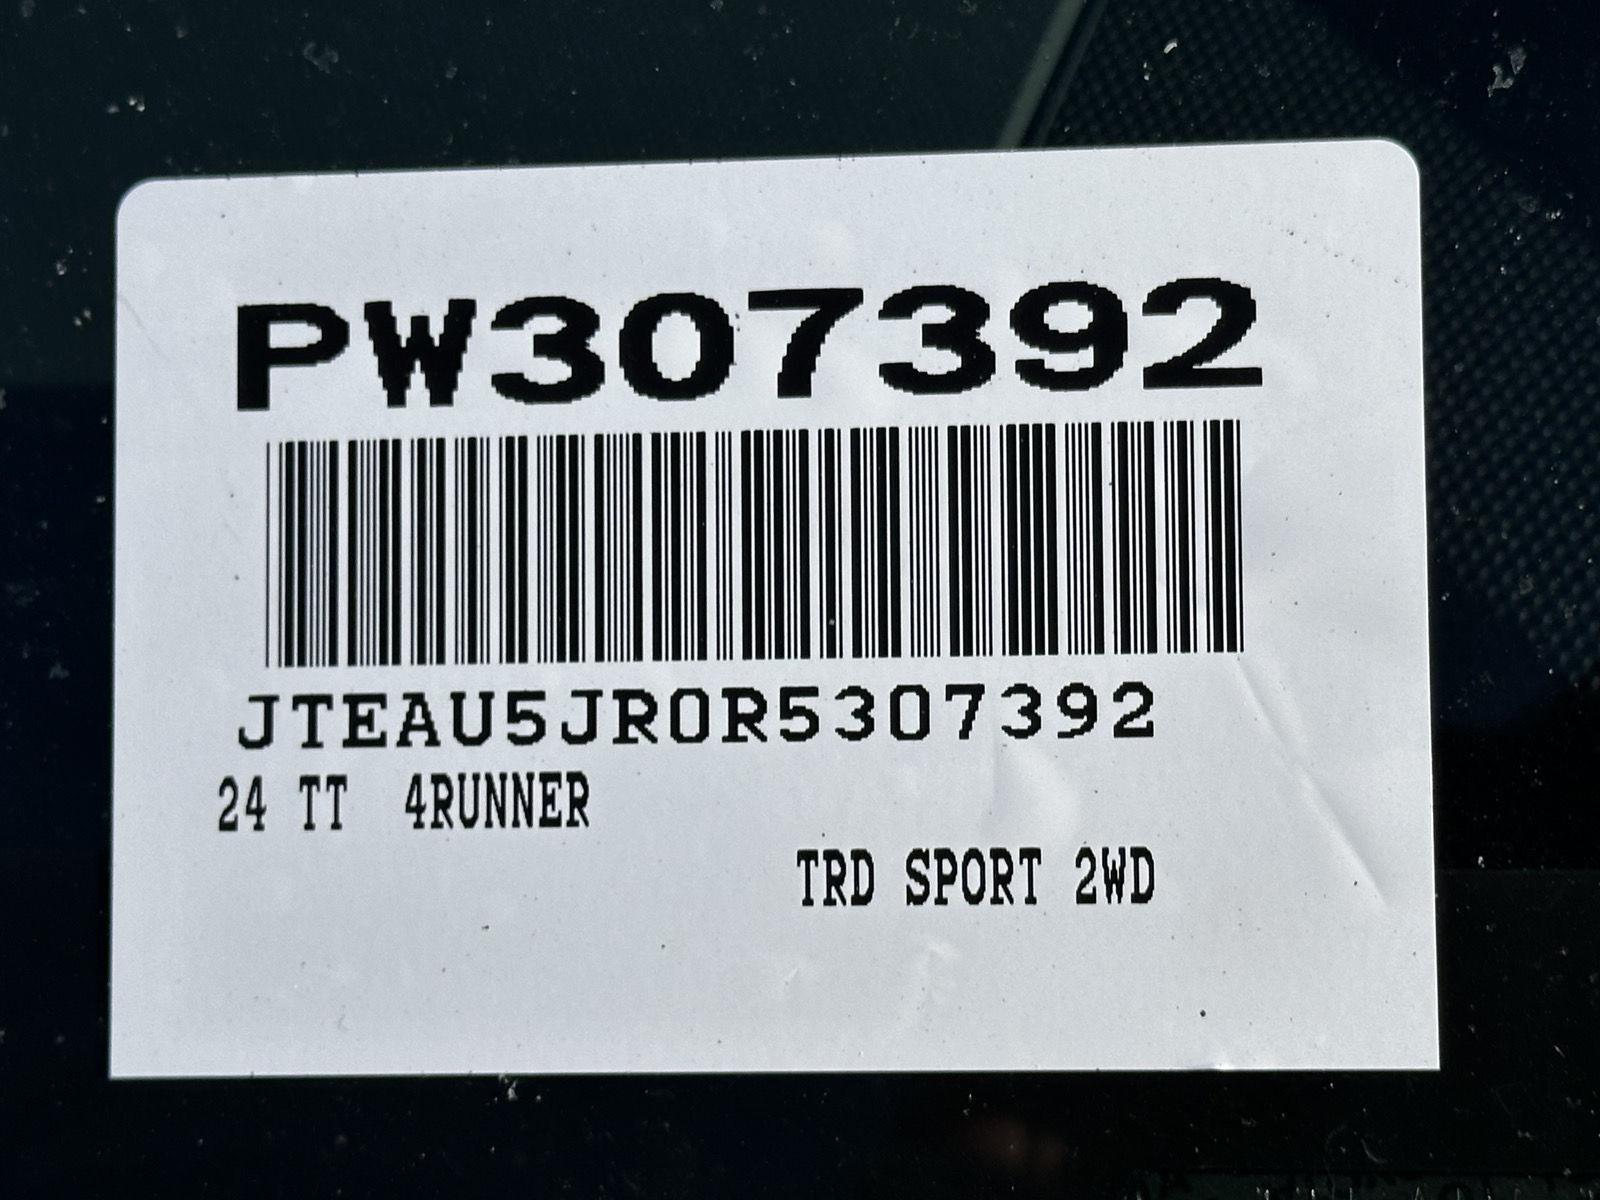 PW307392
JTEAU5JR0R5307392
24 TT 4RUNNER
TRD SPORT 2WD